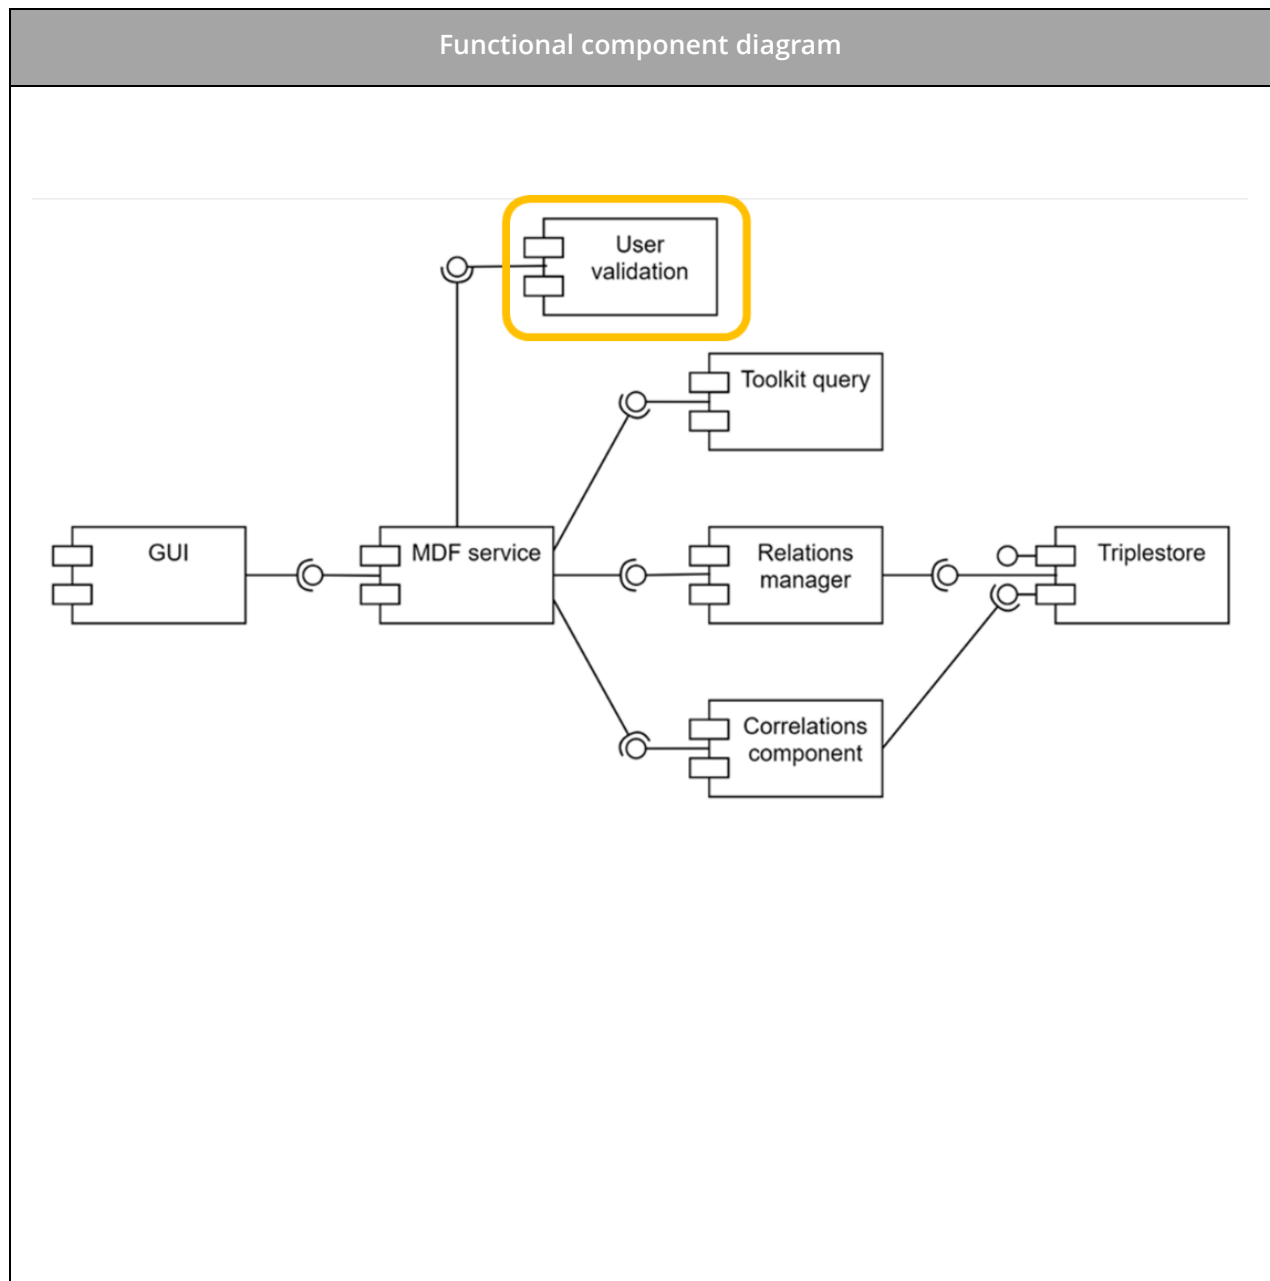 Functional component diagram
User
validation
Toolkit query
GUI
MDF service
Relations
manager
Triplestore
Correlations
component